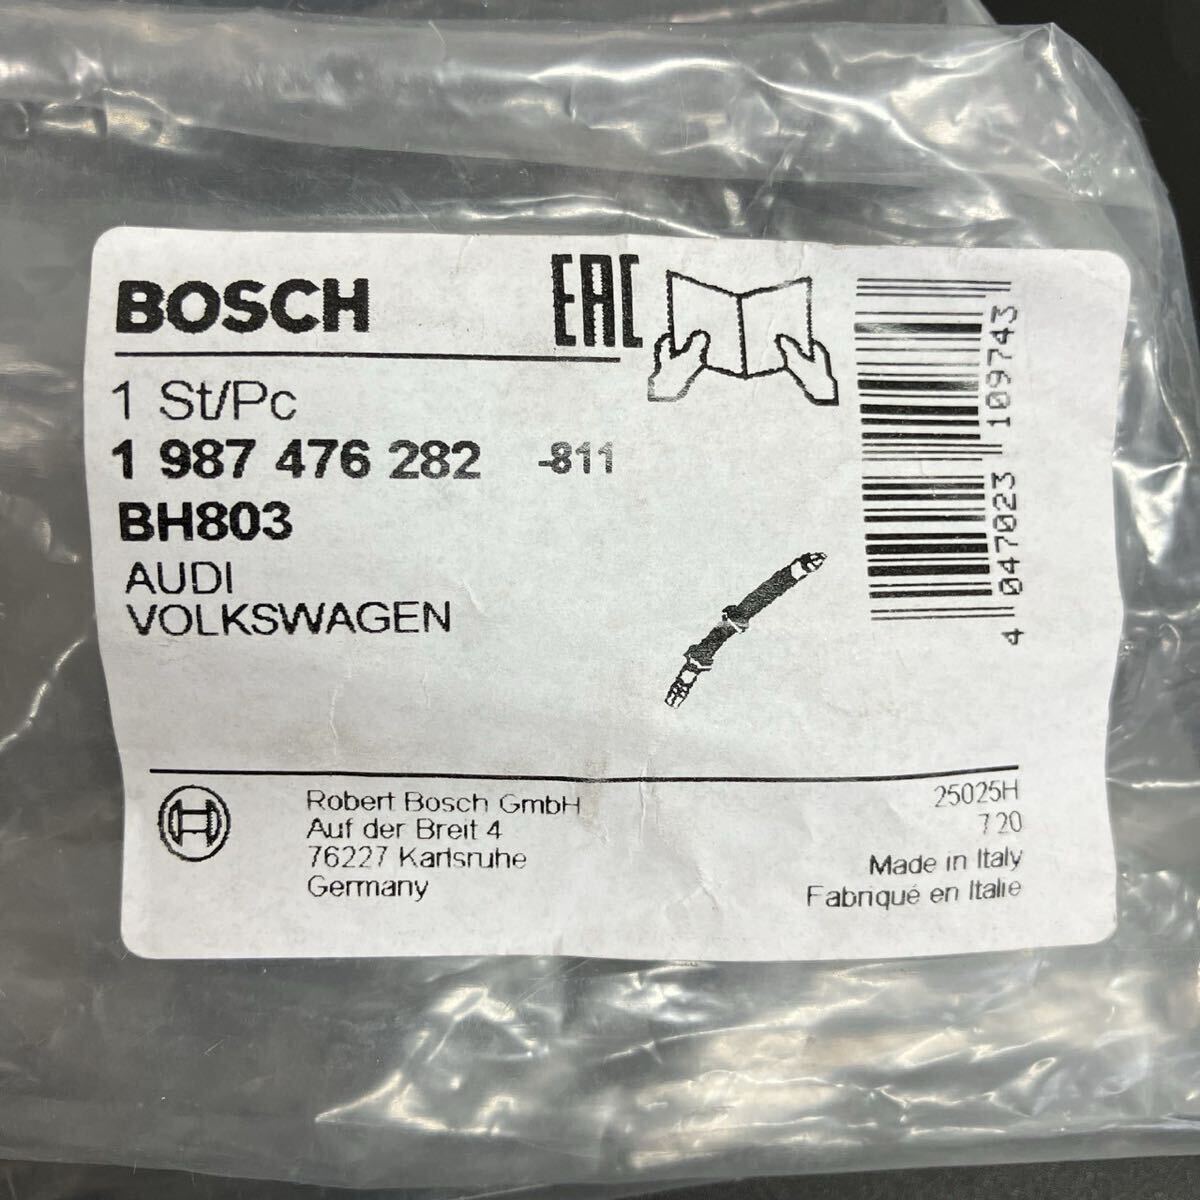 BOSCH
EAC
1 St/Pc
1 987 476 282 -811
BH803
AUDI
VOLKSWAGEN
4 047023 109743
Robert Bosch GmbH
Auf der Breit 4
76227 Karlsruhe
Germany
25025H
720
Made in Italy
Fabriqué en Italie